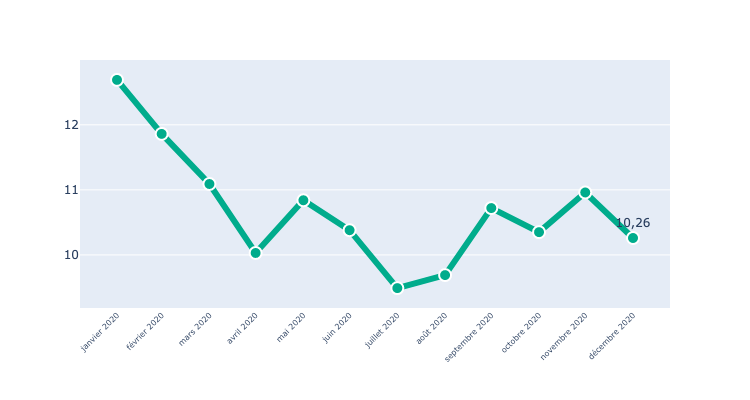 12
11
10
10,26
janvier 2020
février 2020
mars 2020
avril 2020
mai 2020
juin 2020
juillet 2020
août 2020
septembre 2020
octobre 2020
novembre 2020
décembre 2020